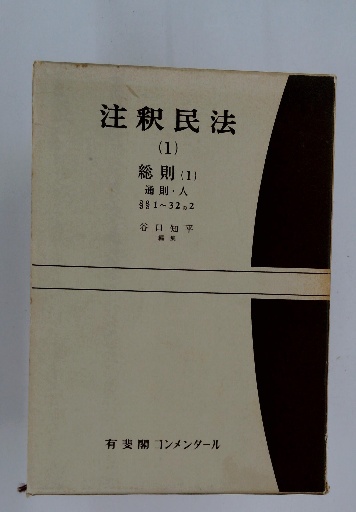 注釈民法
(1)
総則(1)
通則・人
§§1~32の2
谷口知平
編集
有斐閣コンメンタール